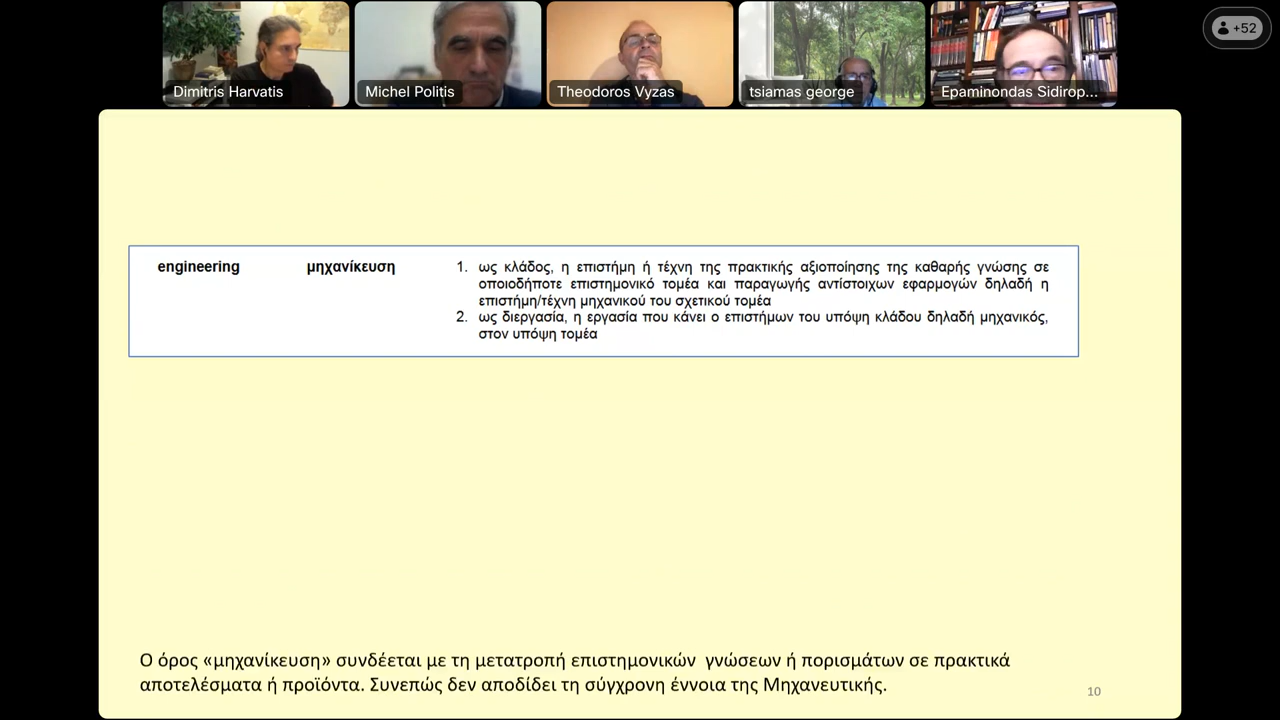 Dimitris Harvatis
Michel Politis
Theodoros Vyzas
tsiamas george
Epaminondas Sidirop...
+52
engineering
μηχανίκευση
1. ως κλάδος, η επιστήμη ή τέχνη της πρακτικής αξιοποίησης της καθαρής γνώσης σε
οποιοδήποτε επιστημονικό τομέα και παραγωγής αντίστοιχων εφαρμογών δηλαδή η
επιστήμη/τέχνη μηχανικού του σχετικού τομέα
2. ως διεργασία, η εργασία που κάνει ο επιστήμων του υπόψη κλάδου δηλαδή μηχανικός,
στον υπόψη τομέα
Ο όρος «μηχανίκευση» συνδέεται με τη μετατροπή επιστημονικών γνώσεων ή πορισμάτων σε πρακτικά
αποτελέσματα ή προϊόντα. Συνεπώς δεν αποδίδει τη σύγχρονη έννοια της Μηχανευτικής.
10